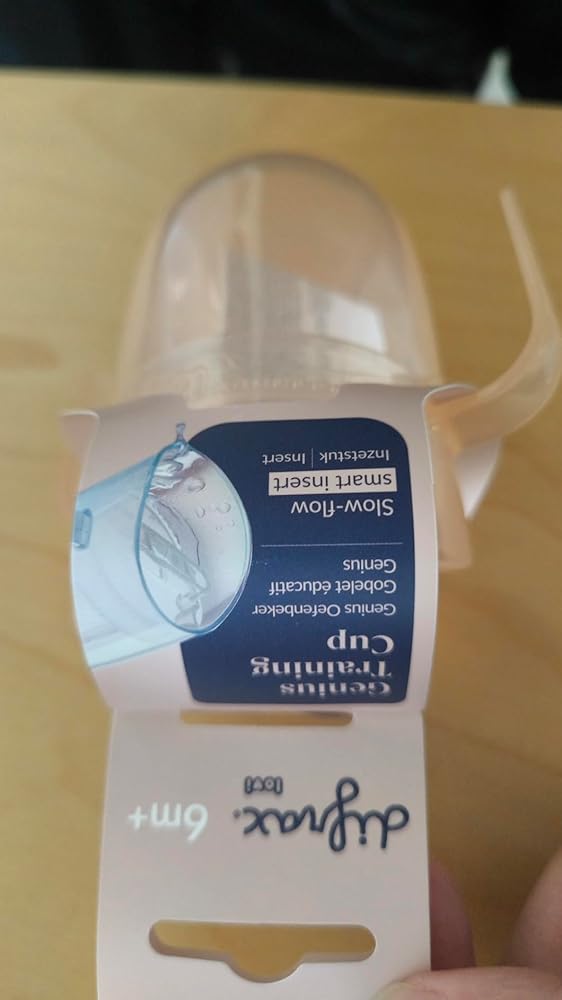 difrax.
lovi
6m+
Genius
Training
Cup
Genius Oefenbeker
Gobelet éducatif
Genius
Slow-flow
smart insert
Inzetstuk | Insert